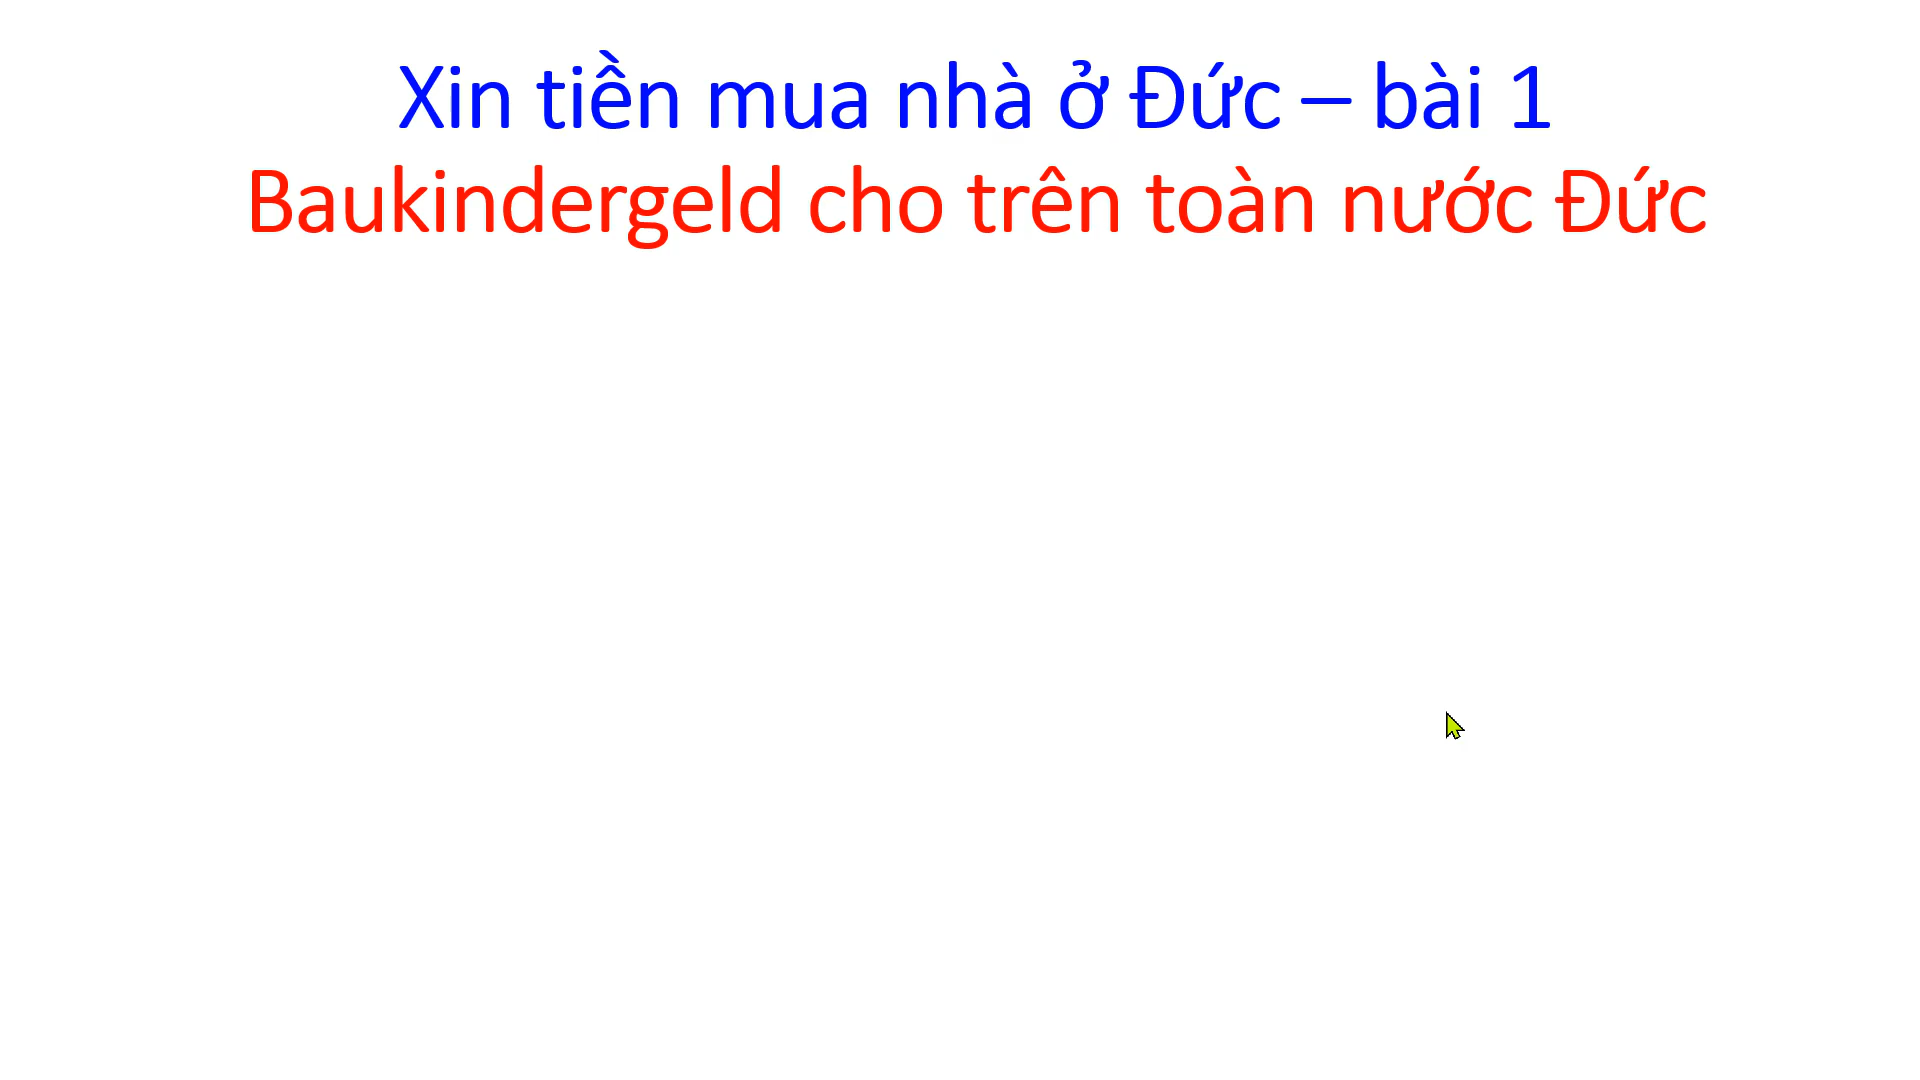 Xin tiền mua nhà ở Đức – bài 1
Baukindergeld cho trên toàn nước Đức